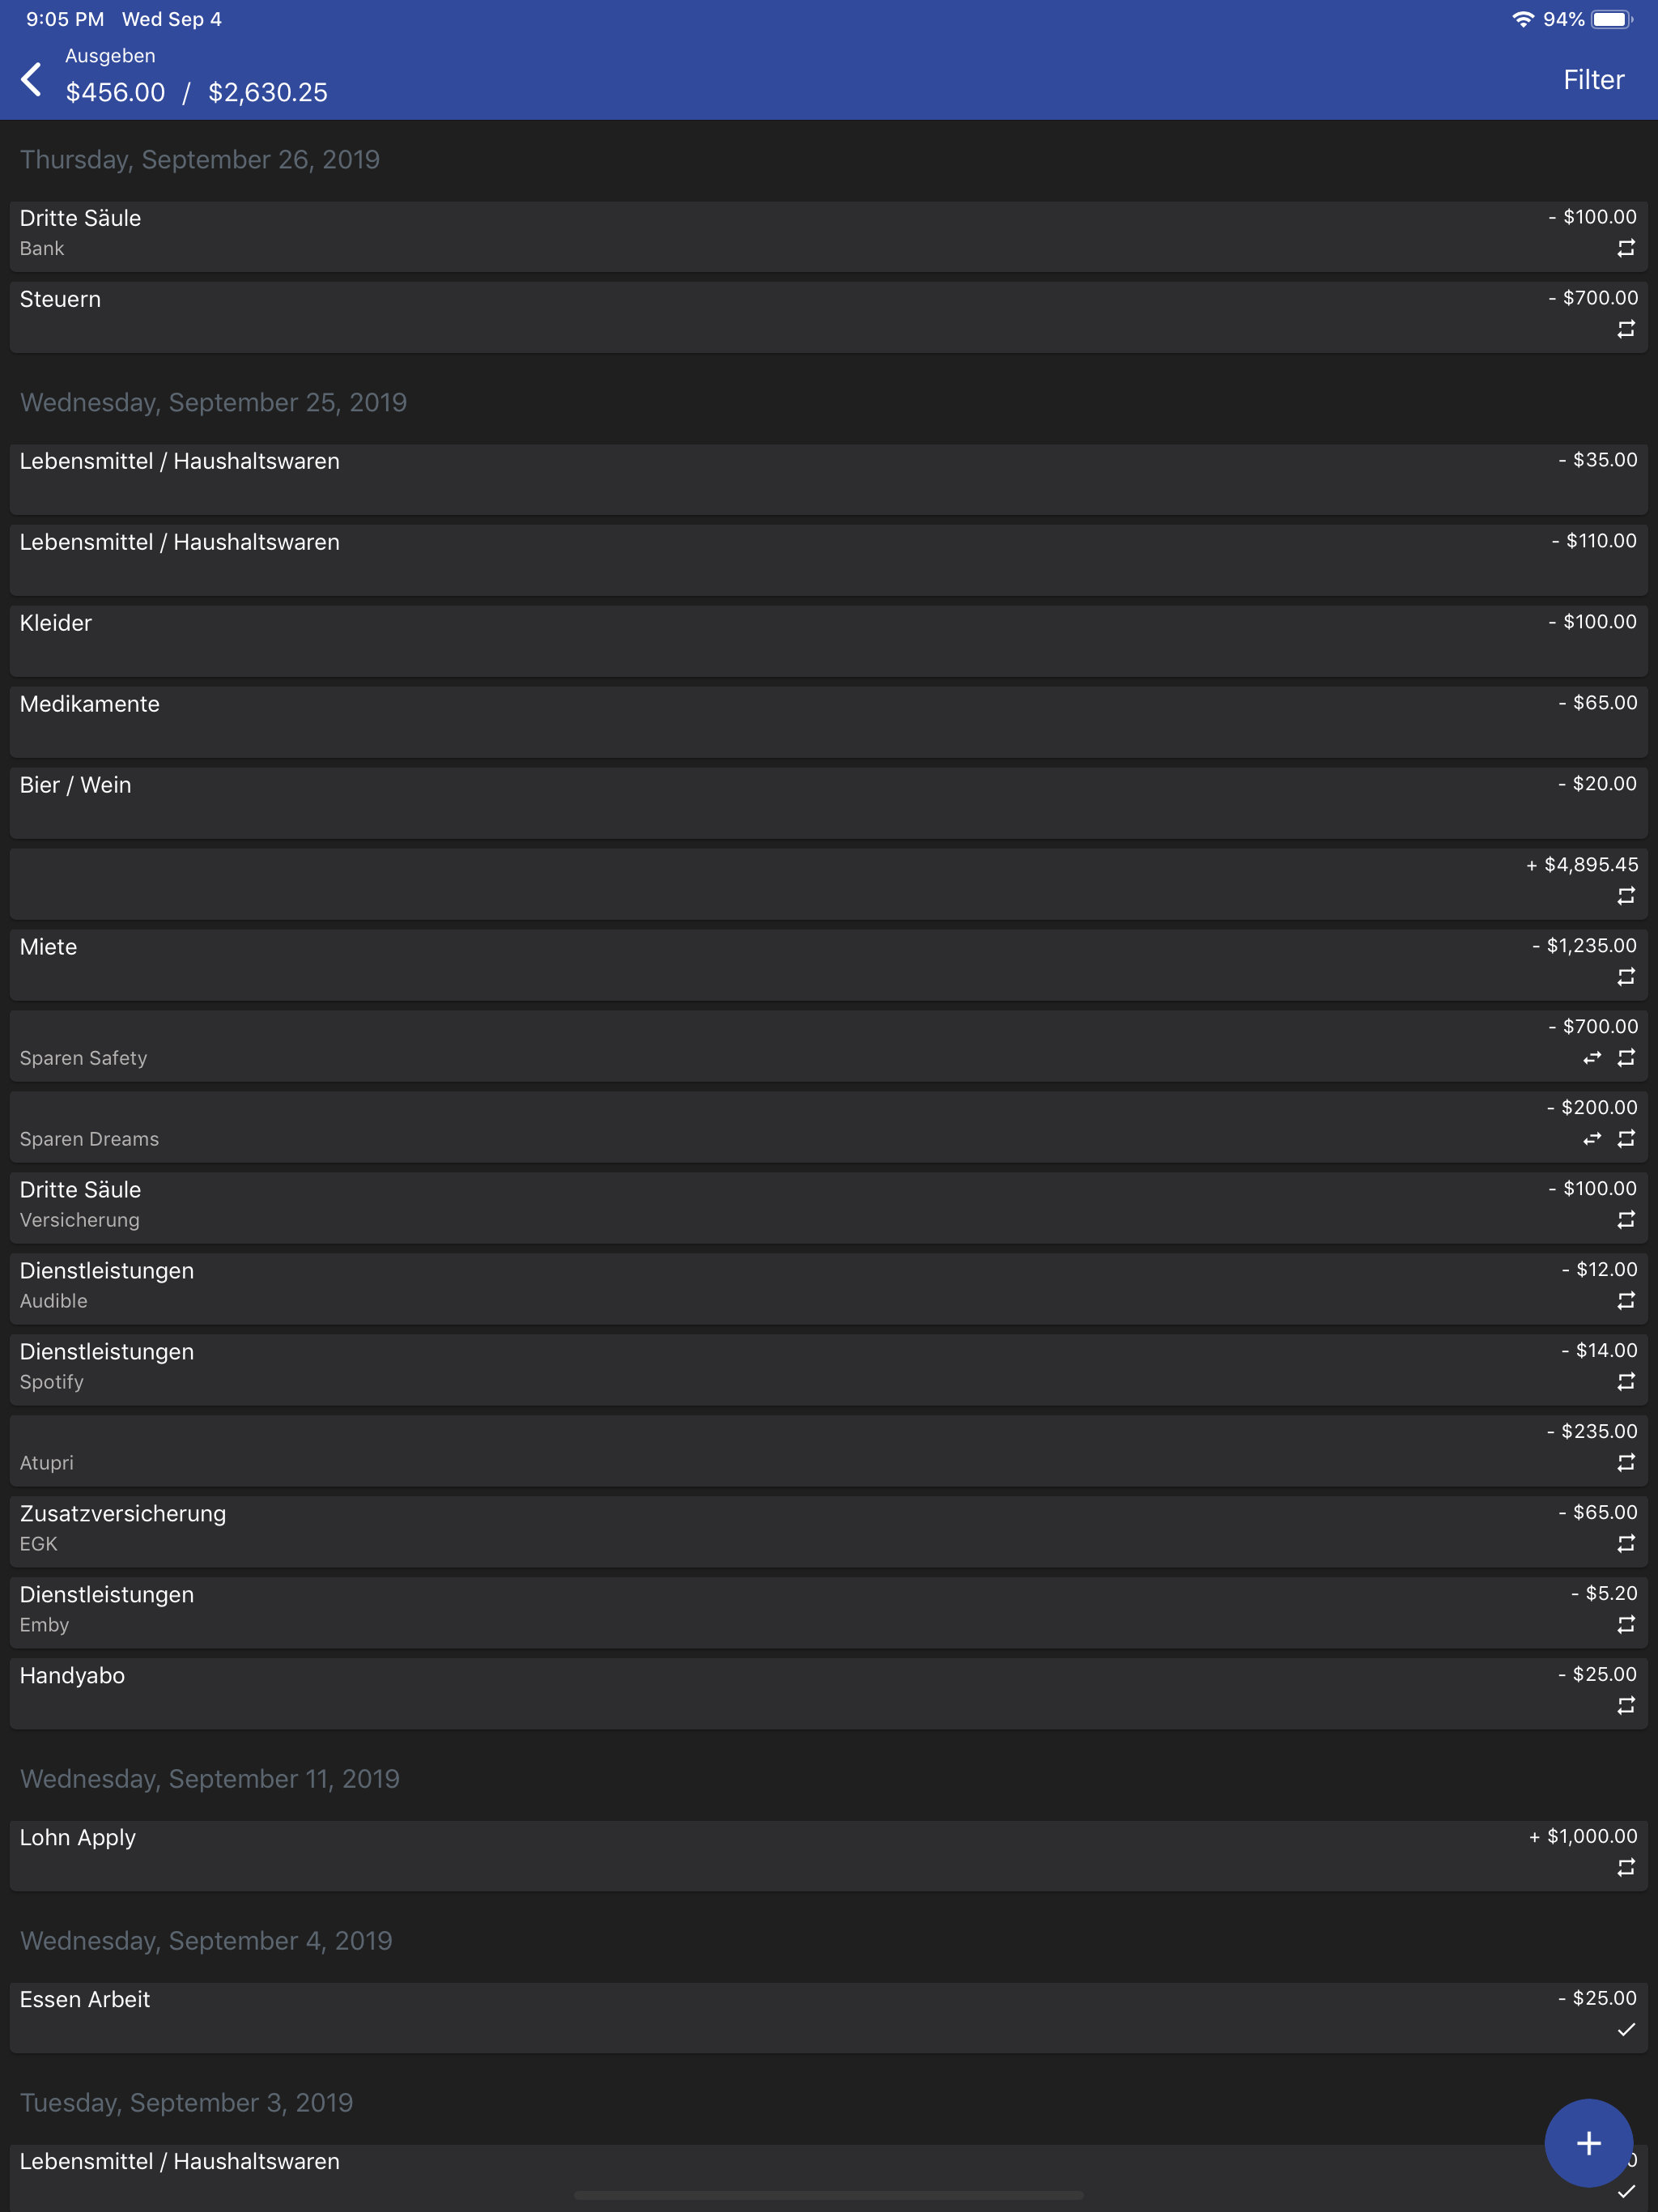 9:05 PM Wed Sep 4
94%
Ausgeben
$456.00 / $2,630.25
Filter
Thursday, September 26, 2019
Dritte Säule
- $100.00
Bank
Steuern
- $700.00
Wednesday, September 25, 2019
Lebensmittel / Haushaltswaren
- $35.00
Lebensmittel / Haushaltswaren
- $110.00
Kleider
- $100.00
Medikamente
- $65.00
Bier / Wein
- $20.00
+ $4,895.45
Miete
- $1,235.00
- $700.00
Sparen Safety
- $200.00
Sparen Dreams
Dritte Säule
- $100.00
Versicherung
Dienstleistungen
- $12.00
Audible
Dienstleistungen
- $14.00
Spotify
- $235.00
Atupri
Zusatzversicherung
- $65.00
EGK
Dienstleistungen
- $5.20
Emby
Handyabo
- $25.00
Wednesday, September 11, 2019
Lohn Apply
+ $1,000.00
Wednesday, September 4, 2019
Essen Arbeit
- $25.00
Tuesday, September 3, 2019
Lebensmittel / Haushaltswaren